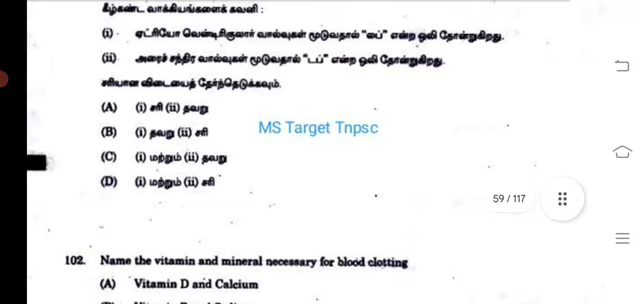 கீழ்கண்ட வாக்கியங்களைக் கவனி :
(i) ஏட்ரியோ வென்டிரிகுலார் வால்வுகள் மூடுவதால் "லப்" என்ற ஒலி தோன்றுகிறது.
(ii) அரைச் சந்திர வால்வுகள் மூடுவதால் "டப்" என்ற ஒலி தோன்றுகிறது.
சரியான விடையைத் தேர்ந்தெடுக்கவும்.
(A) (i) சரி (ii) தவறு
(B) (i) தவறு (ii) சரி
MS Target Tnpsc
(C) (i) மற்றும் (ii) தவறு
(D) (i) மற்றும் (ii) சரி
59 / 117
102. Name the vitamin and mineral necessary for blood clotting
(A) Vitamin D and Calcium